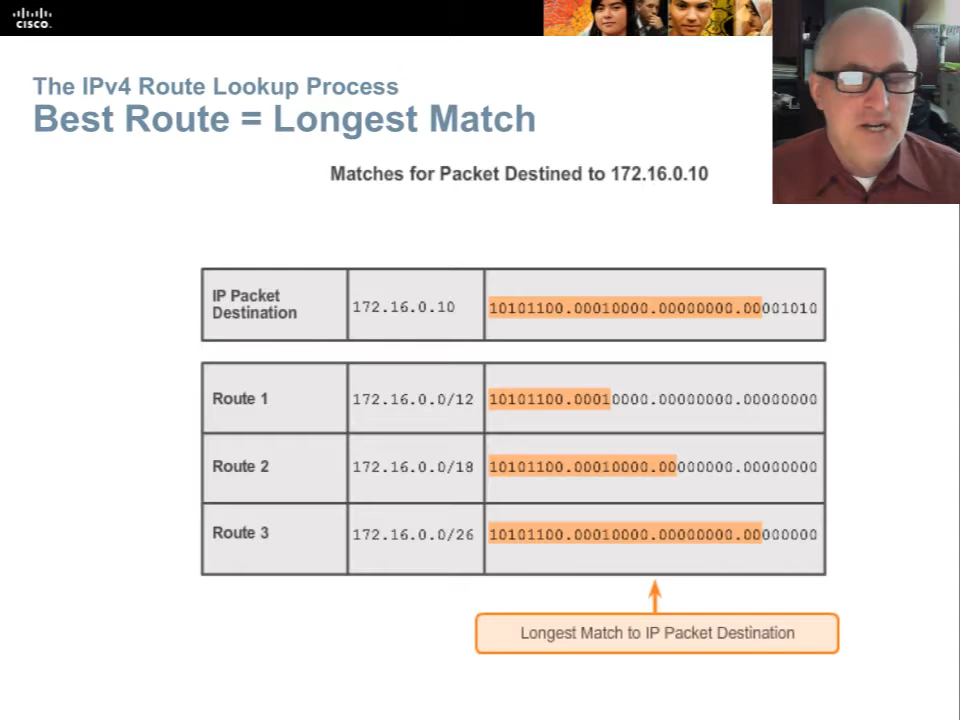 CISCO.
The IPv4 Route Lookup Process
Best Route = Longest Match
Matches for Packet Destined to 172.16.0.10
IP Packet
Destination
172.16.0.10
10101100.00010000.00000000.00001010
Route 1
172.16.0.0/12
10101100.00010000.00000000.00000000
Route 2
172.16.0.0/18
10101100.00010000.00000000.00000000
Route 3
172.16.0.0/26
10101100.00010000.00000000.00000000
Longest Match to IP Packet Destination